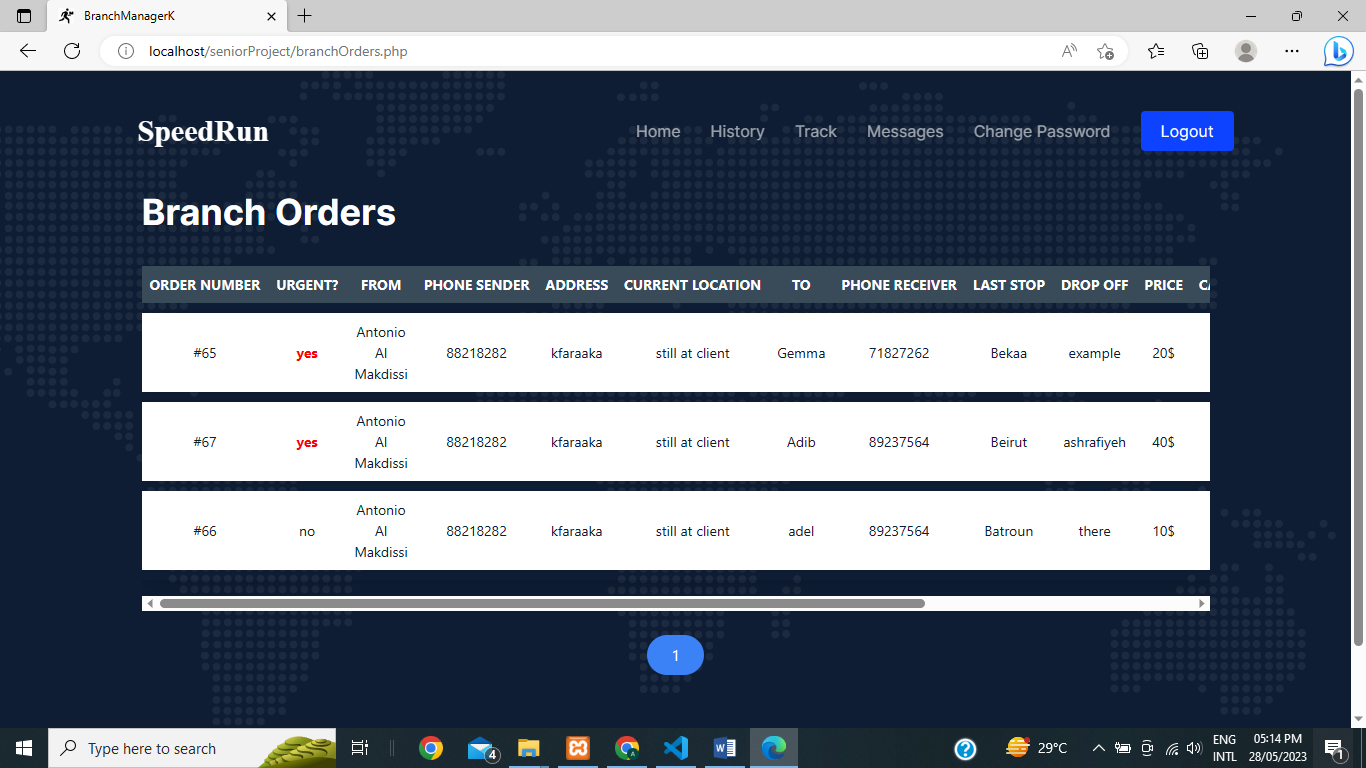 BranchManagerK
localhost/seniorProject/branchOrders.php
SpeedRun
Home History Track Messages Change Password Logout
Branch Orders
ORDER NUMBER URGENT? FROM PHONE SENDER ADDRESS CURRENT LOCATION TO PHONE RECEIVER LAST STOP DROP OFF PRICE
#65 yes Antonio Al Makdissi 88218282 kfaraaka still at client Gemma 71827262 Bekaa example 20$
#67 yes Antonio Al Makdissi 88218282 kfaraaka still at client Adib 89237564 Beirut ashrafiyeh 40$
#66 no Antonio Al Makdissi 88218282 kfaraaka still at client adel 89237564 Batroun there 10$
1
Type here to search 4 29°C ENG 05:14 PM
INTL 28/05/2023 1